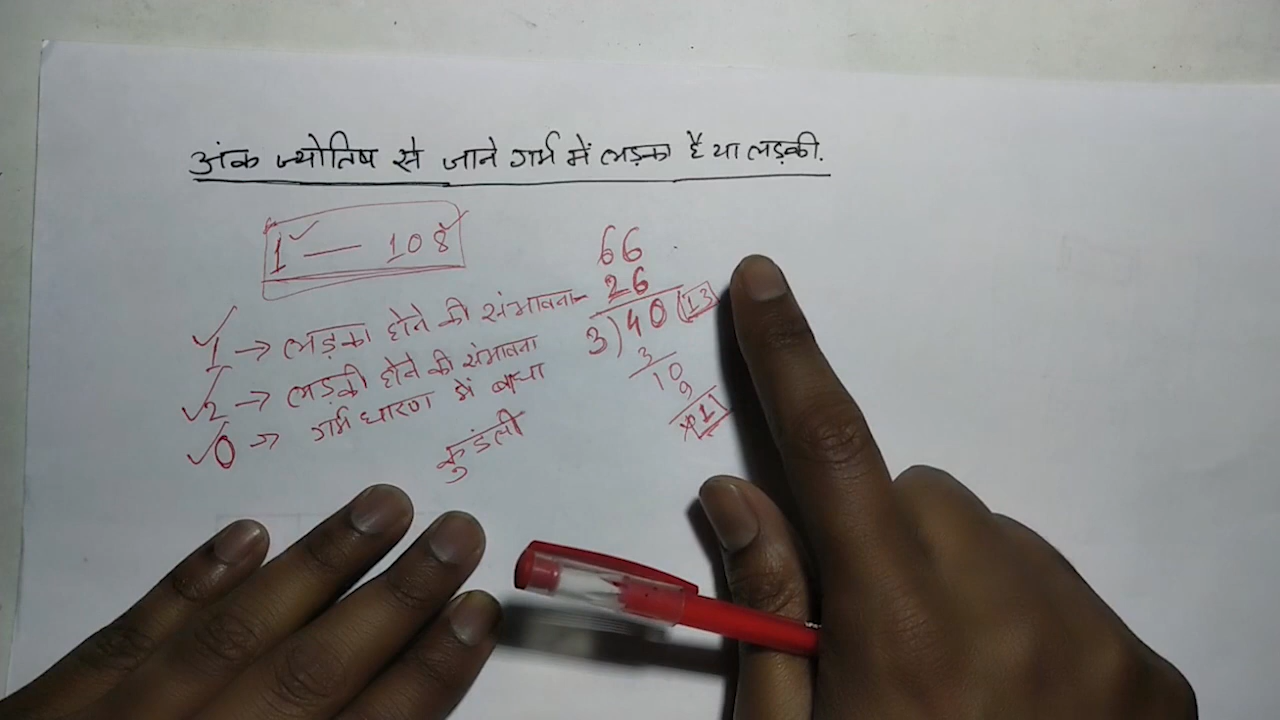 अंक ज्योतिष से जाने गर्भ में लड़का है या लड़की.
1 — 108
1 → लड़का होने की संभावना
2 → लड़की होने की संभावना
0 → गर्भ धारण में बाधा
कुंडली
66
26
3) 40 (13
3
10
9
1